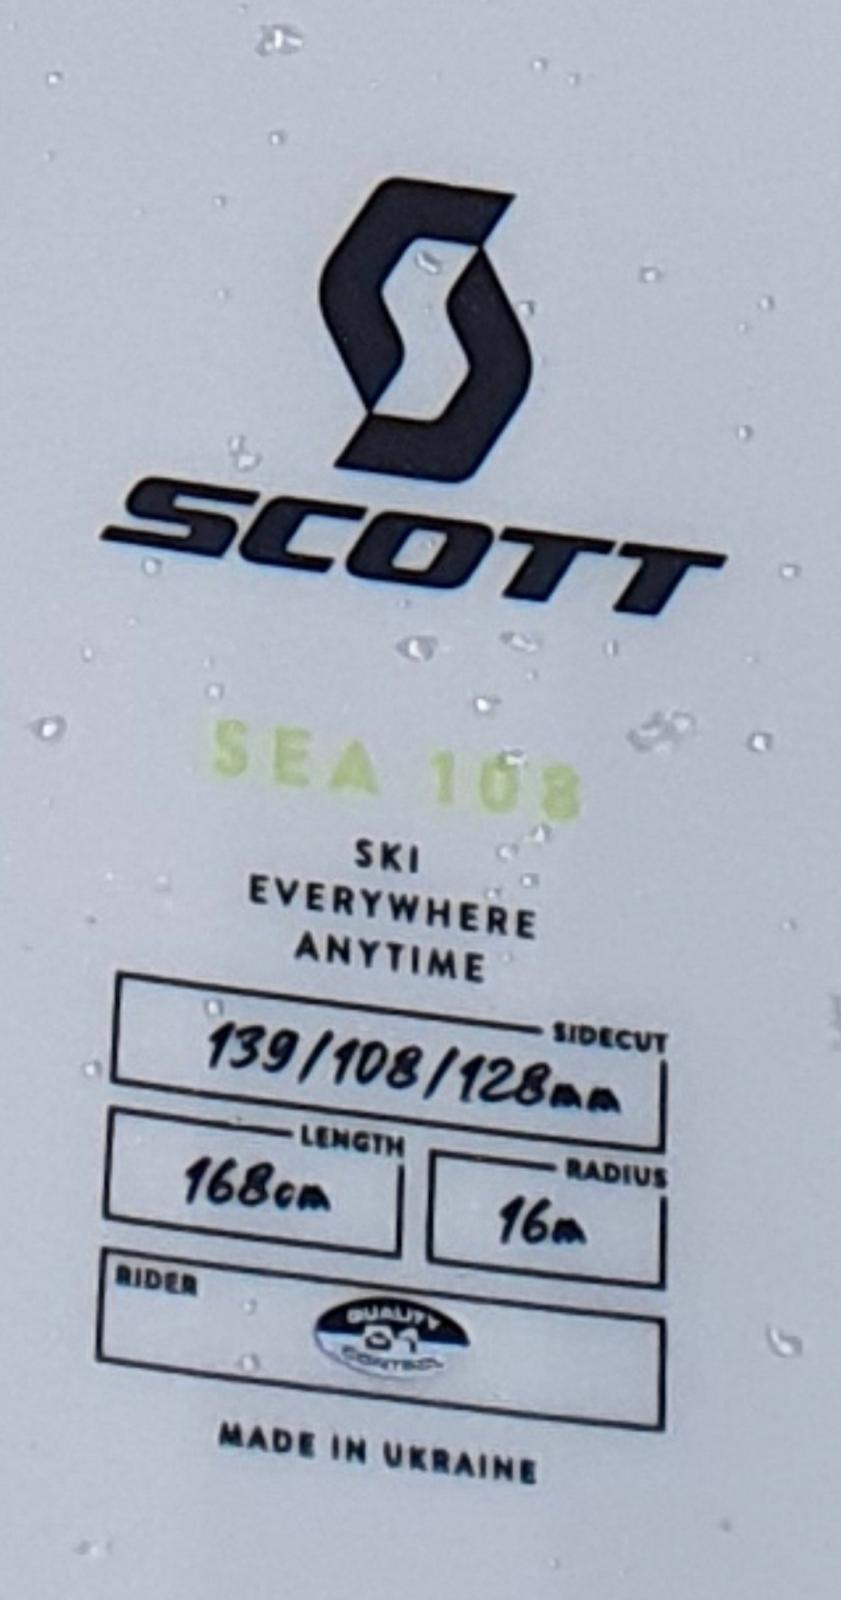 SCOTT
SEA 108
SKI
EVERYWHERE
ANYTIME
SIDECUT
139/108/128mm
LENGTH
168cm
RADIUS
16m
RIDER
QUALITY
01
CONTROL
MADE IN UKRAINE